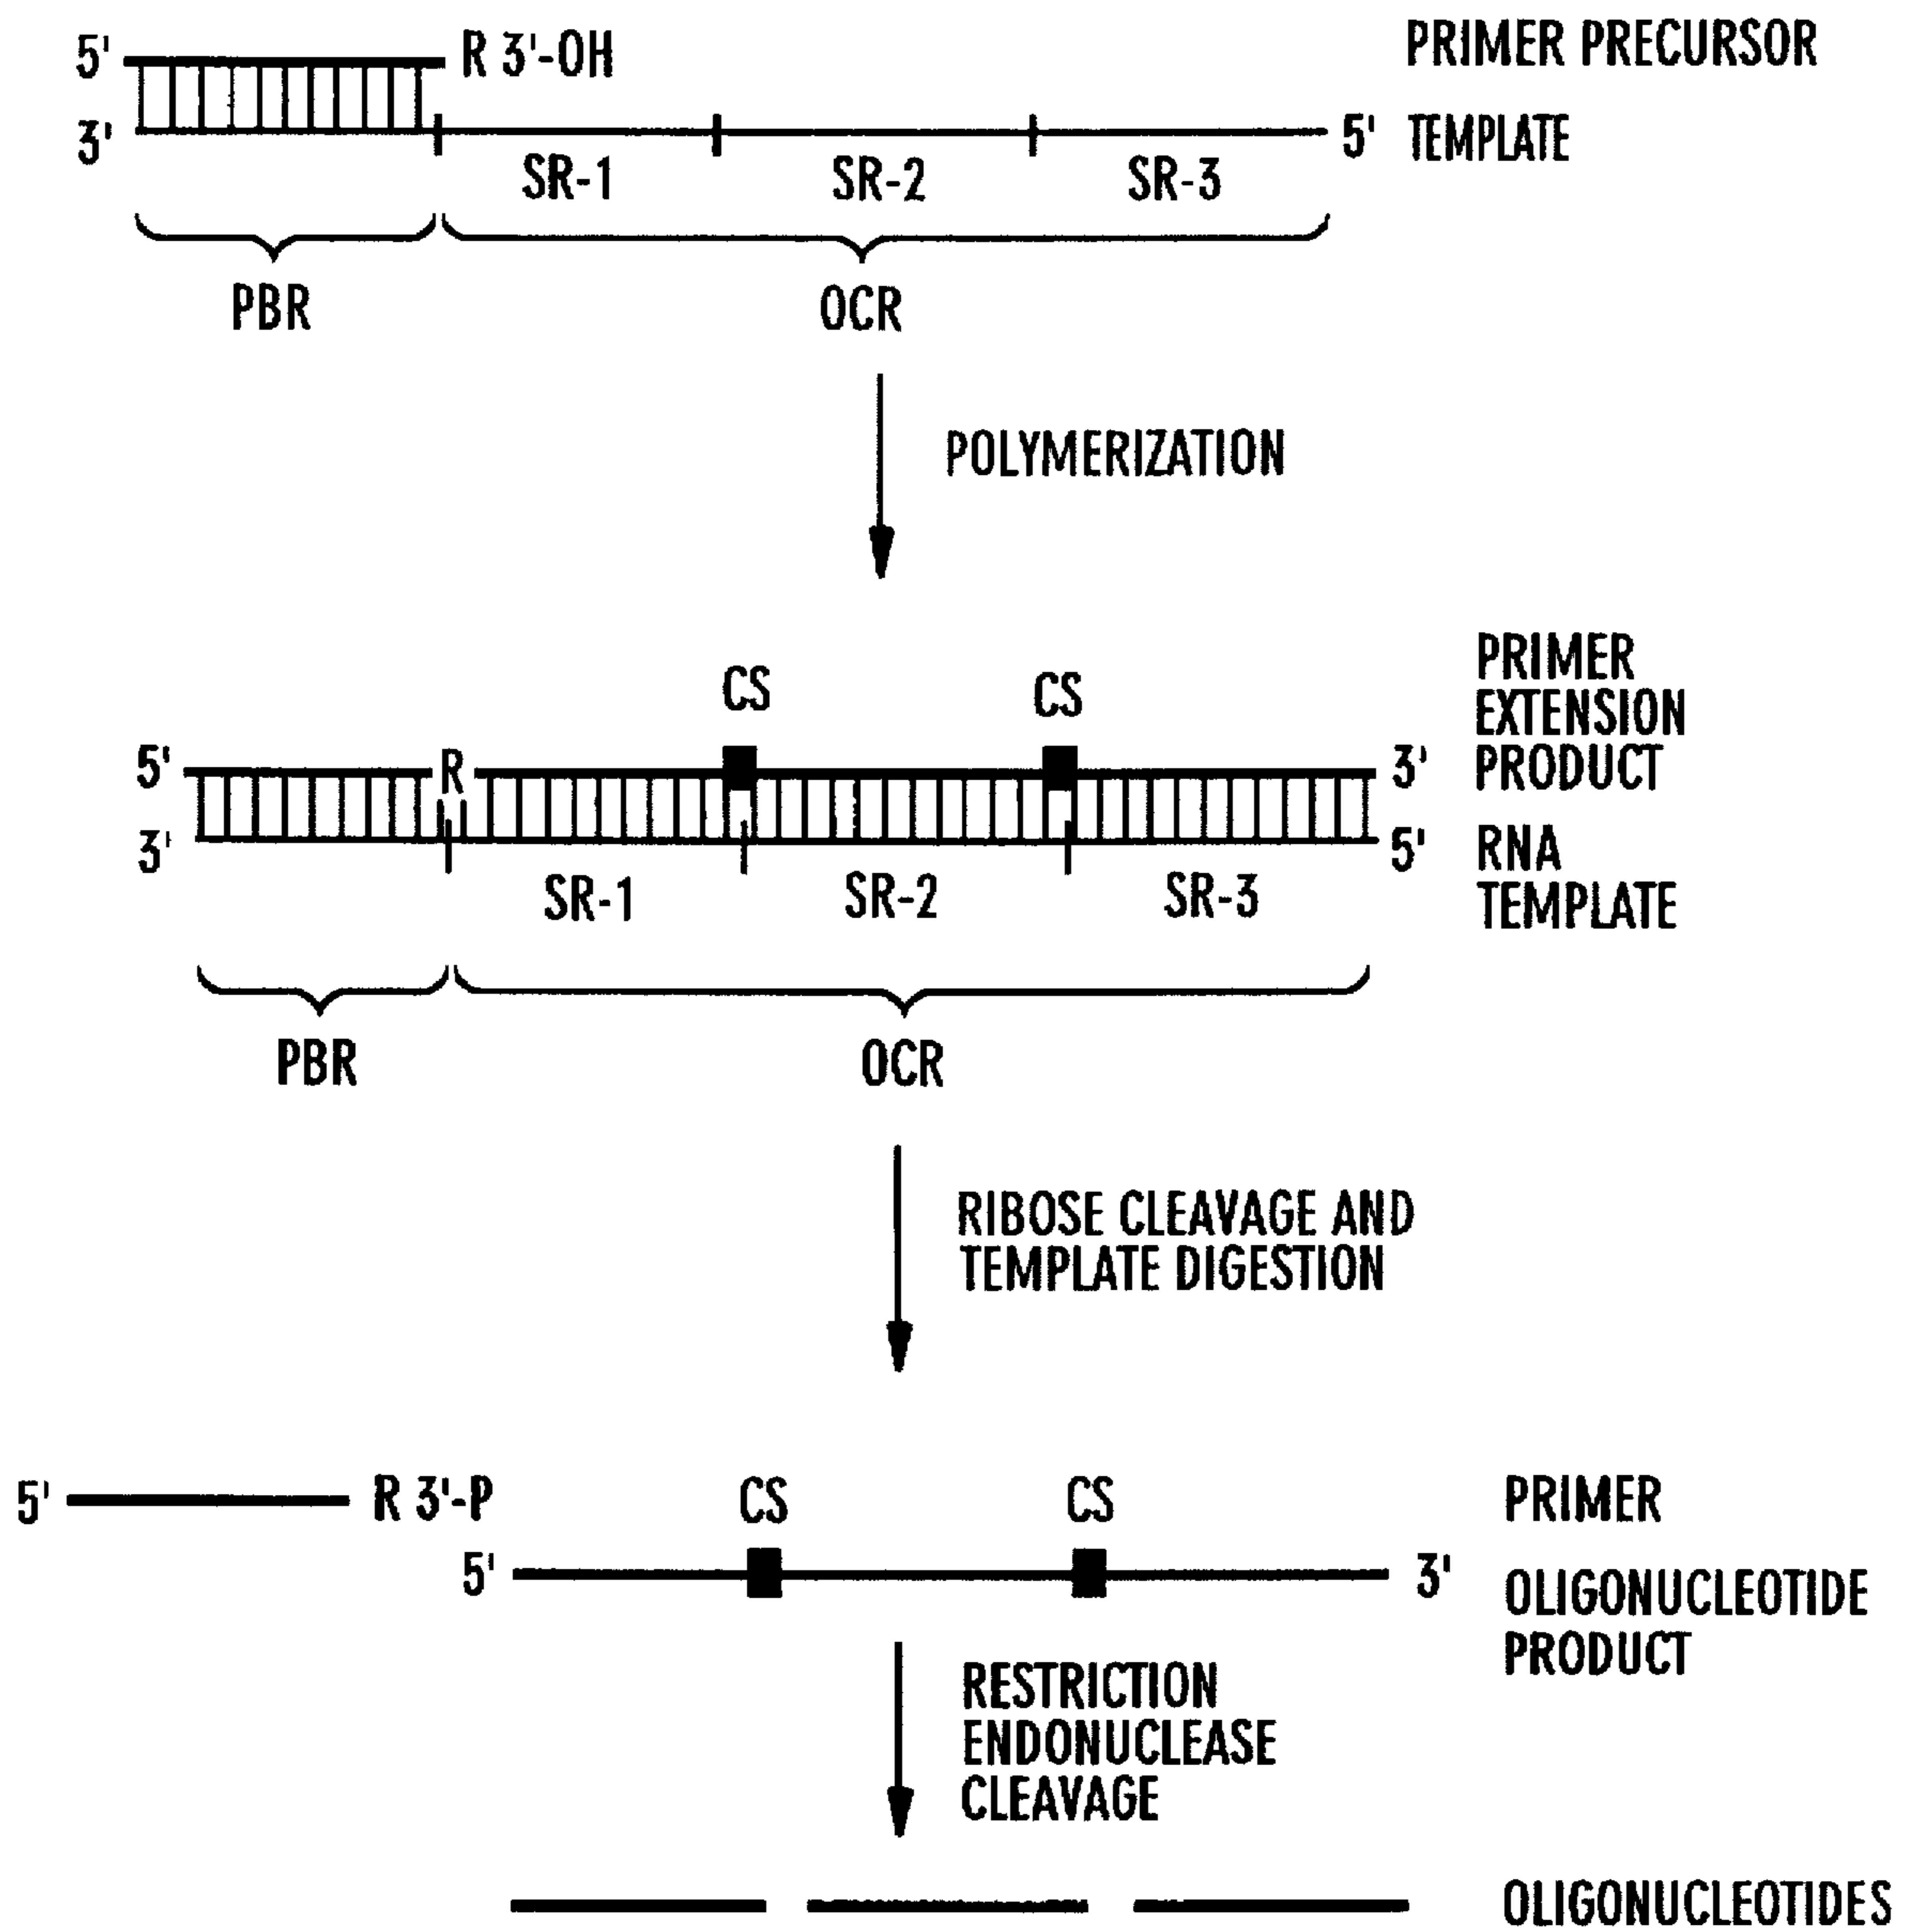 5' R 3'-OH PRIMER PRECURSOR
3' 5' TEMPLATE
SR-1 SR-2 SR-3
PBR OCR
POLYMERIZATION
CS CS
PRIMER
EXTENSION
5' R 3' PRODUCT
3' 5' RNA
TEMPLATE
SR-1 SR-2 SR-3
PBR OCR
RIBOSE CLEAVAGE AND
TEMPLATE DIGESTION
5' R 3'-P CS CS PRIMER
5' 3' OLIGONUCLEOTIDE
PRODUCT
RESTRICTION
ENDONUCLEASE
CLEAVAGE
OLIGONUCLEOTIDES